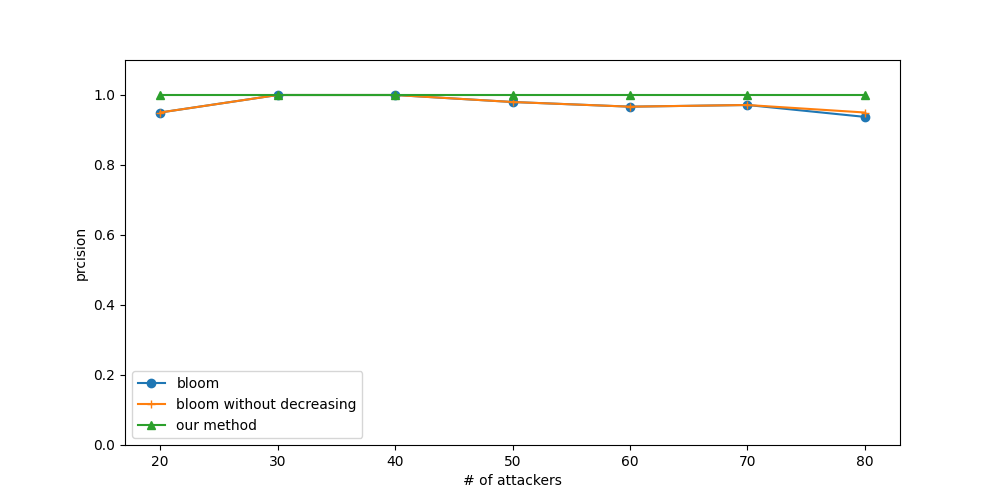 1.0
0.8
0.6
0.4
0.2
0.0
prcision
bloom
bloom without decreasing
our method
20 30 40 50 60 70 80
# of attackers